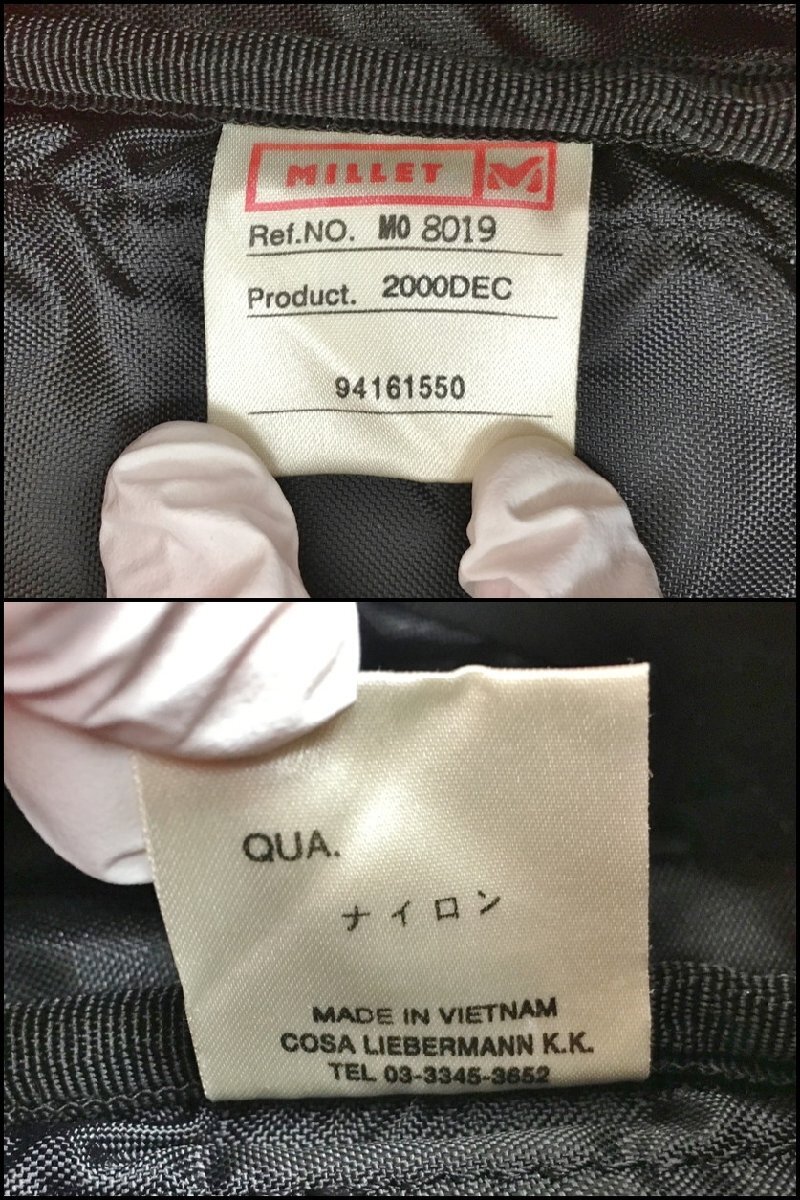 MILLET M
Ref.NO. MO 8019
Product. 2000DEC
94161550
QUA.
ナイロン
MADE IN VIETNAM
COSA LIEBERMANN K.K.
TEL 03-3345-3652